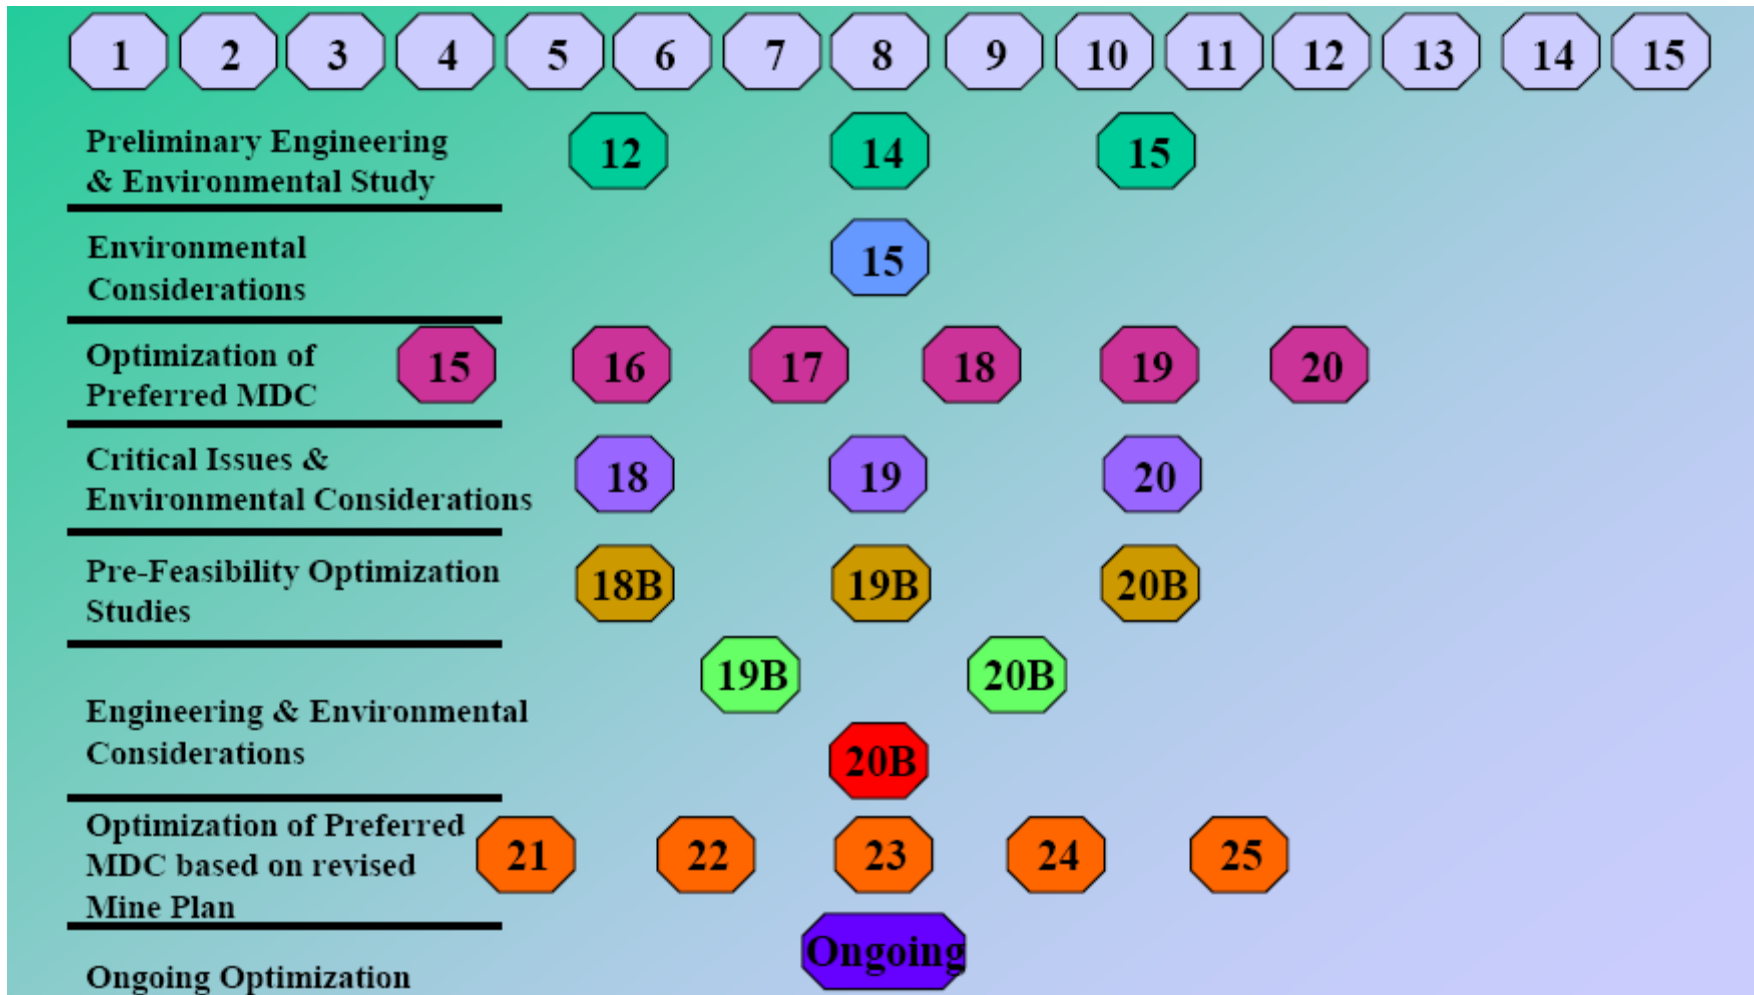 1 2 3 4 5 6 7 8 9 10 11 12 13 14 15
Preliminary Engineering
& Environmental Study
12 14 15
Environmental
Considerations
15
Optimization of
Preferred MDC
15 16 17 18 19 20
Critical Issues &
Environmental Considerations
18 19 20
Pre-Feasibility Optimization
Studies
18B 19B 20B
19B 20B
Engineering & Environmental
Considerations
20B
Optimization of Preferred
MDC based on revised
Mine Plan
21 22 23 24 25
Ongoing
Ongoing Optimization